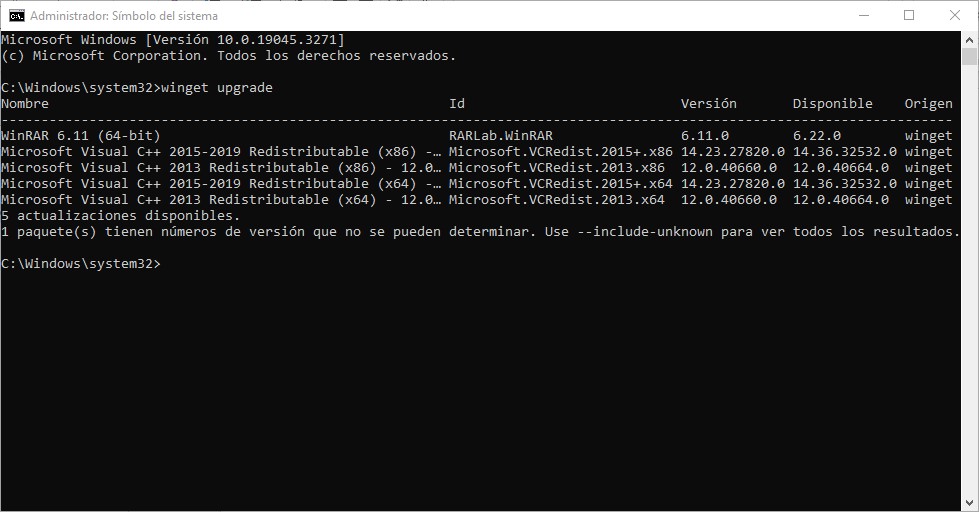 Administrador: Símbolo del sistema
Microsoft Windows [Versión 10.0.19045.3271]
(c) Microsoft Corporation. Todos los derechos reservados.
C:\Windows\system32>winget upgrade
Nombre Id Versión Disponible Origen
--------------------------------------------------------------------------------------------------------------------
WinRAR 6.11 (64-bit) RARLab.WinRAR 6.11.0 6.22.0 winget
Microsoft Visual C++ 2015-2019 Redistributable (x86) -… Microsoft.VCRedist.2015+.x86 14.23.27820.0 14.36.32532.0 winget
Microsoft Visual C++ 2013 Redistributable (x86) - 12.0… Microsoft.VCRedist.2013.x86 12.0.40660.0 12.0.40664.0 winget
Microsoft Visual C++ 2015-2019 Redistributable (x64) -… Microsoft.VCRedist.2015+.x64 14.23.27820.0 14.36.32532.0 winget
Microsoft Visual C++ 2013 Redistributable (x64) - 12.0… Microsoft.VCRedist.2013.x64 12.0.40660.0 12.0.40664.0 winget
5 actualizaciones disponibles.
1 paquete(s) tienen números de versión que no se pueden determinar. Use --include-unknown para ver todos los resultados.
C:\Windows\system32>